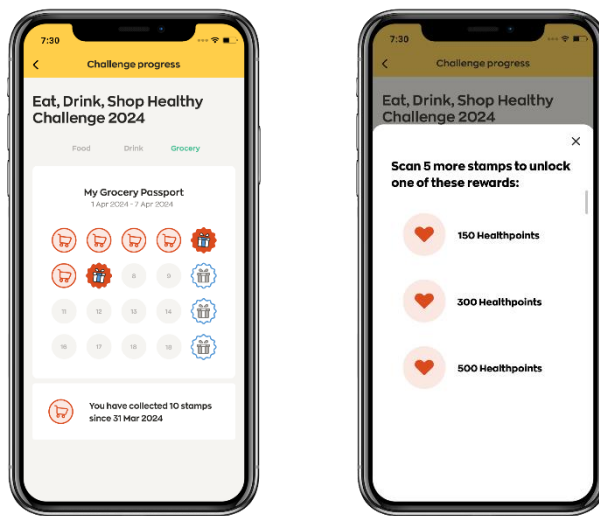 7:30
Challenge progress
Eat, Drink, Shop Healthy
Challenge 2024
Food Drink Grocery
My Grocery Passport
1 Apr 2024 - 7 Apr 2024
8 9
11 12 13 14
16 17 18 19
You have collected 10 stamps
since 31 Mar 2024
7:30
Challenge progress
Eat, Drink, Shop Healthy
Challenge 2024
Scan 5 more stamps to unlock
one of these rewards:
150 Healthpoints
300 Healthpoints
500 Healthpoints